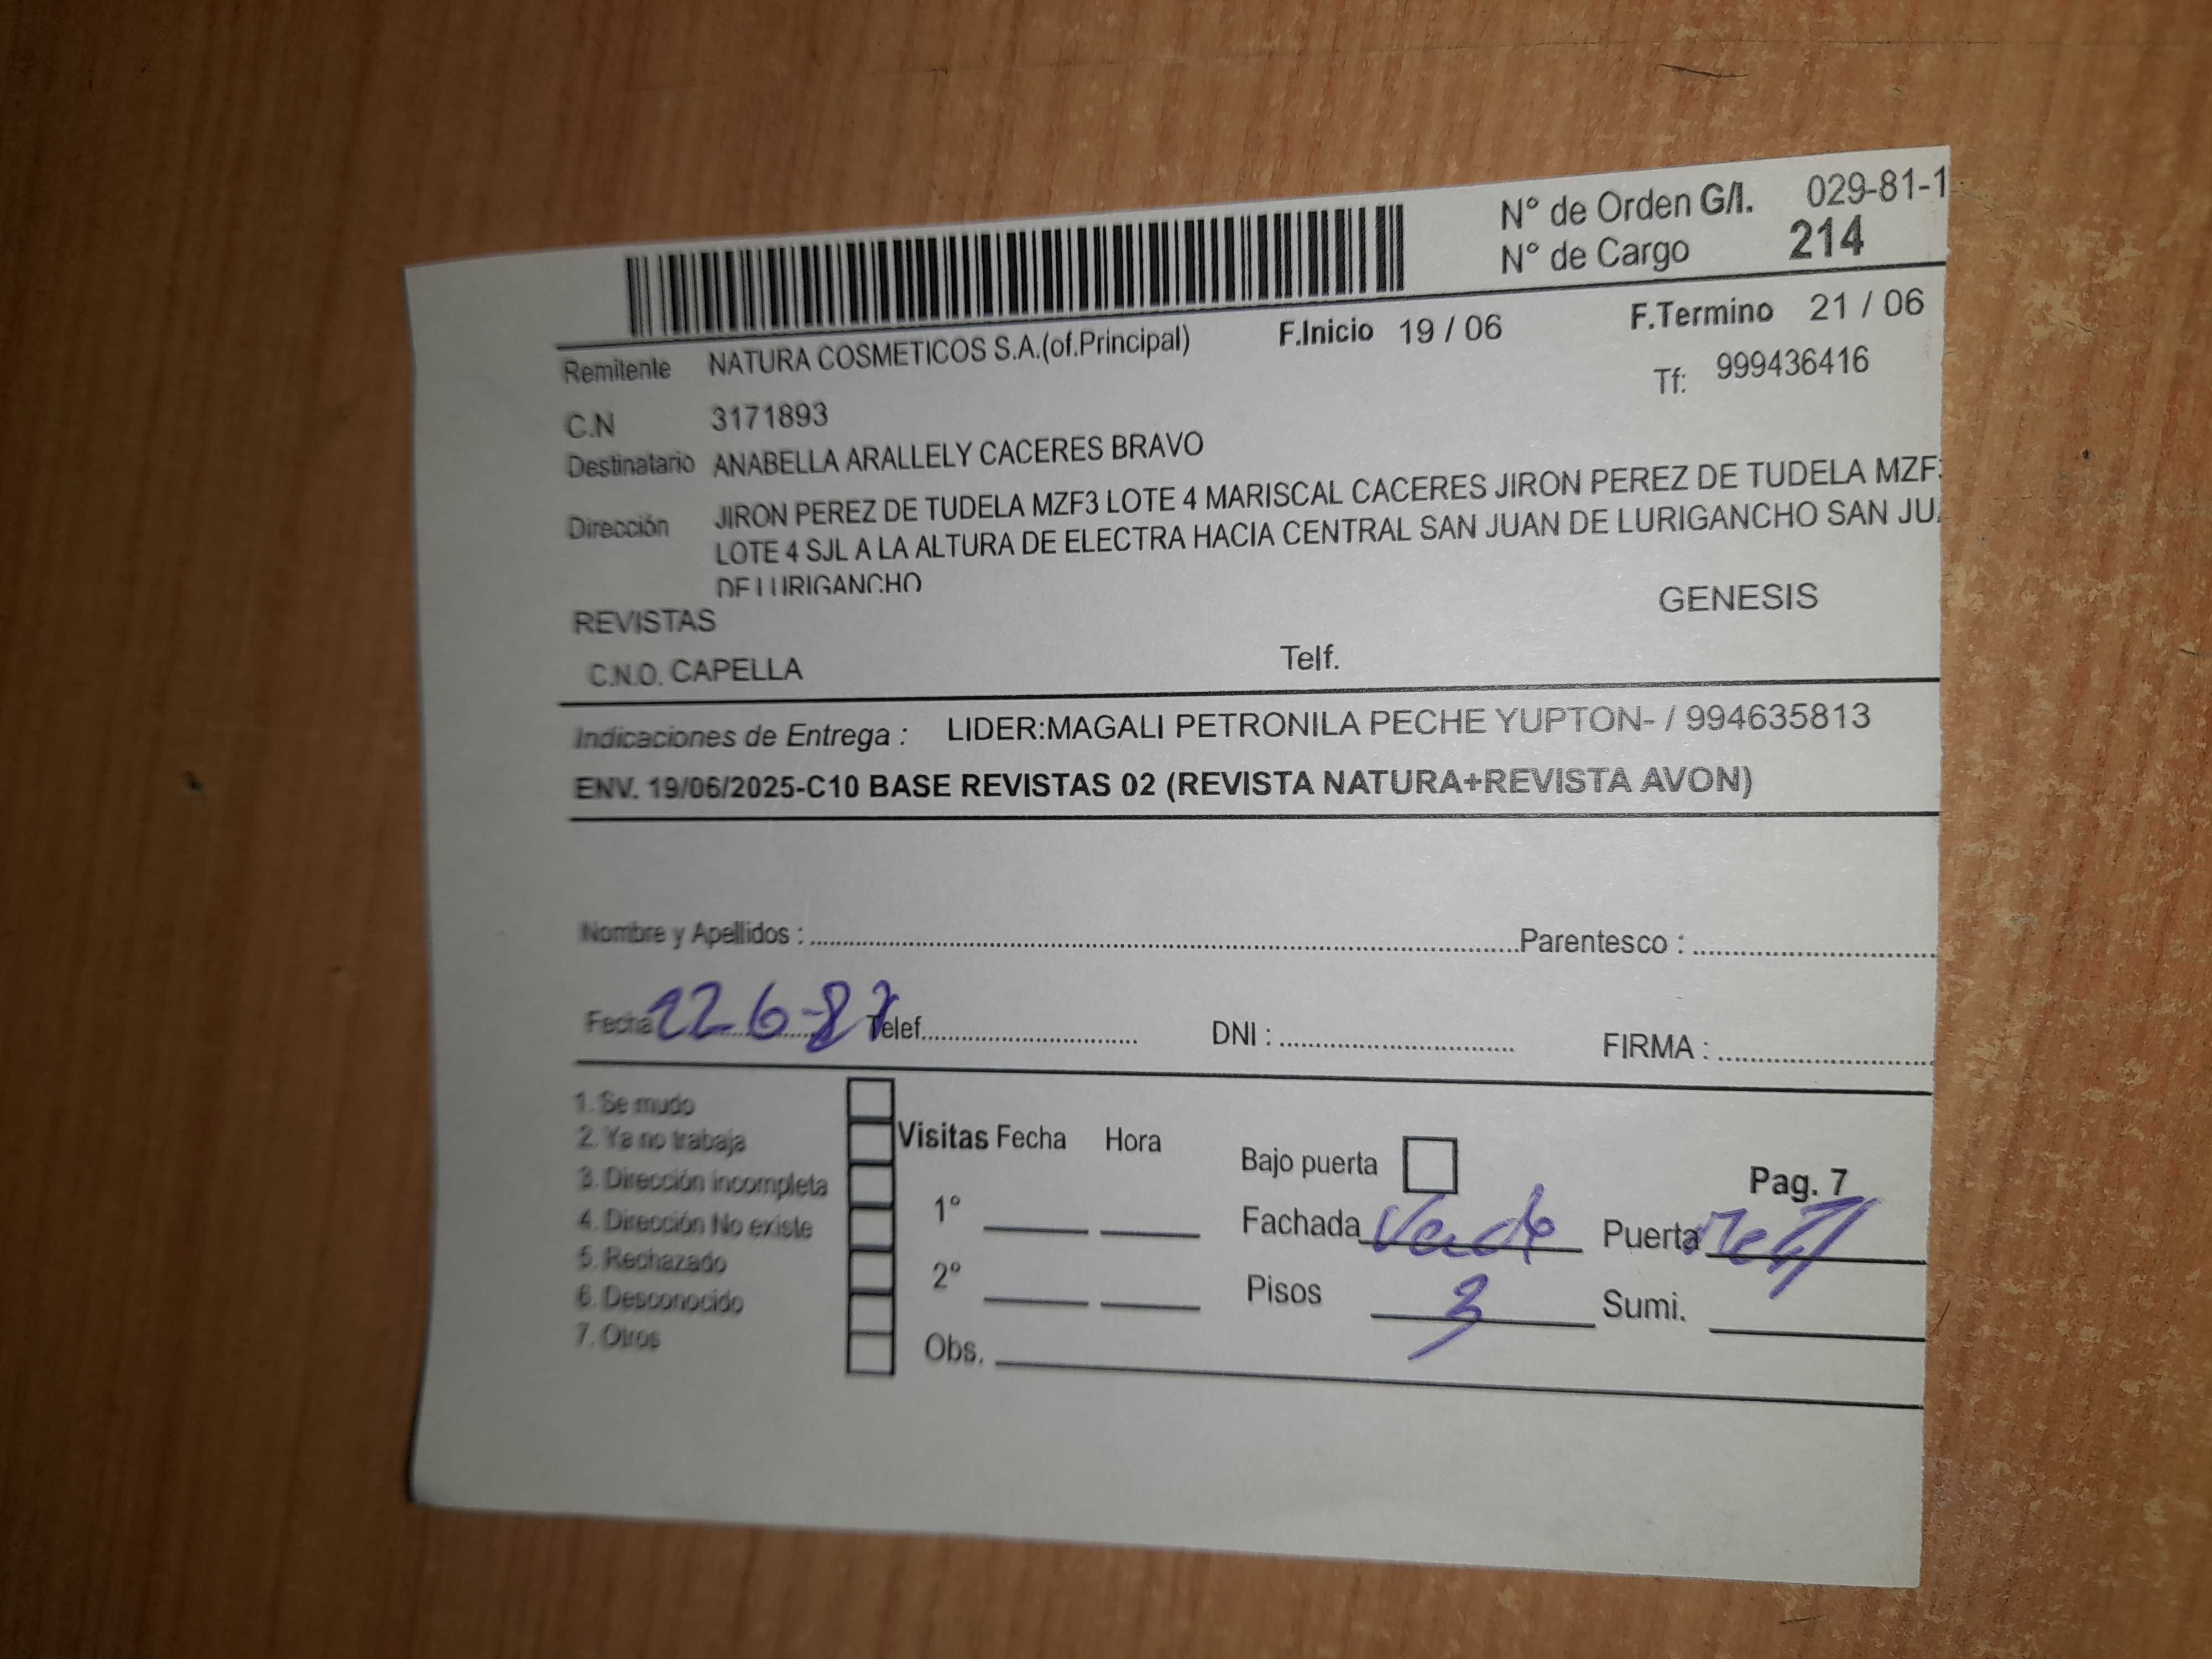 N° de Orden G/I. 029-81-1
N° de Cargo 214
Remitente NATURA COSMETICOS S.A.(of.Principal) F.Inicio 19 / 06 F.Termino 21 / 06
C.N 3171893 Tf: 999436416
Destinatario ANABELLA ARALLELY CACERES BRAVO
Dirección JIRON PEREZ DE TUDELA MZF3 LOTE 4 MARISCAL CACERES JIRON PEREZ DE TUDELA MZF
LOTE 4 SJL A LA ALTURA DE ELECTRA HACIA CENTRAL SAN JUAN DE LURIGANCHO SAN JU
DE LURIGANCHO
REVISTAS GENESIS
C.N.O. CAPELLA Telf.
Indicaciones de Entrega : LIDER:MAGALI PETRONILA PECHE YUPTON- / 994635813
ENV. 19/06/2025-C10 BASE REVISTAS 02 (REVISTA NATURA+REVISTA AVON)
Nombre y Apellidos : Parentesco :
Fecha Telef. DNI : FIRMA :
1. Se mudo
2. Ya no trabaja Visitas Fecha Hora
3. Dirección incompleta Bajo puerta Pag. 7
4. Dirección No existe 1° Fachada Verde Puerta
5. Rechazado
6. Desconocido 2° Pisos 3 Sumi.
7. Otros Obs.